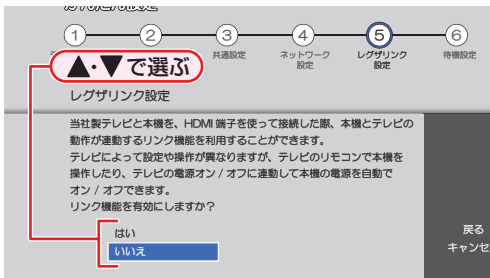 ① ② ③ ④ ⑤ ⑥
共通設定 ネットワーク設定 レグザリンク設定 待機設定
▲・▼で選ぶ
レグザリンク設定
当社製テレビと本機を、HDMI 端子を使って接続した際、本機とテレビの
動作が連動するリンク機能を利用することができます。
テレビによって設定や操作が異なりますが、テレビのリモコンで本機を
操作したり、テレビの電源オン / オフに連動して本機の電源を自動で
オン / オフできます。
リンク機能を有効にしますか？
はい
いいえ
戻る
キャンセ